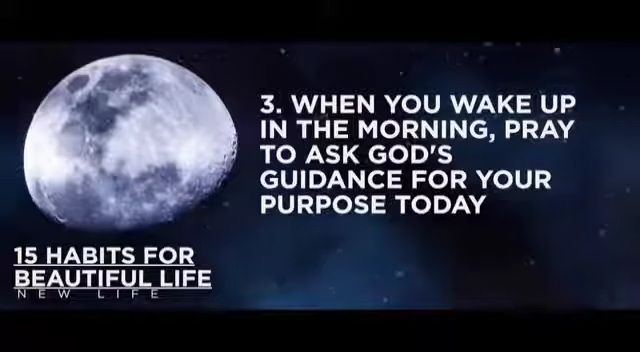 3. WHEN YOU WAKE UP
IN THE MORNING, PRAY
TO ASK GOD'S
GUIDANCE FOR YOUR
PURPOSE TODAY
15 HABITS FOR
BEAUTIFUL LIFE
NEW LIFE